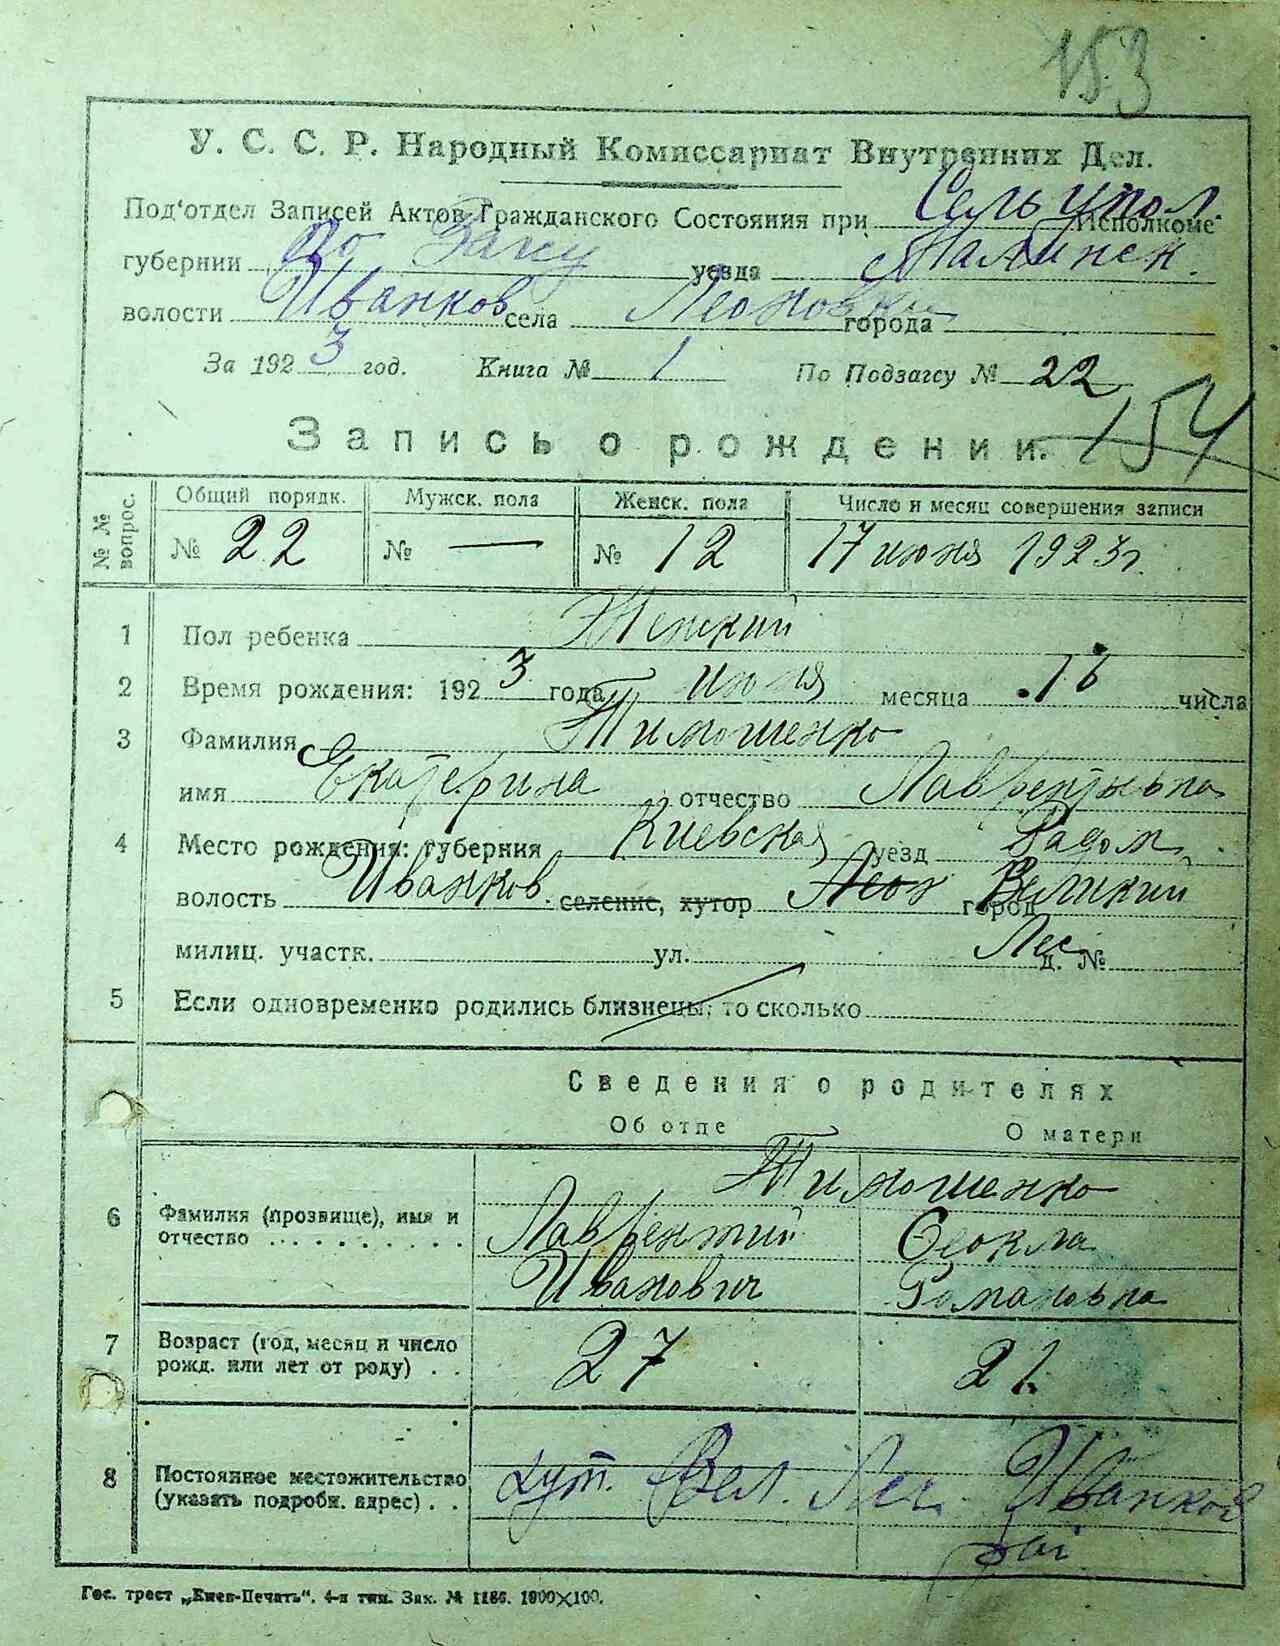 153
У. С. С. Р. Народный Комиссариат Внутренних Дел.
Под'отдел Записей Актов Гражданского Состояния при Исполкоме
губернии уезда Малинск.
волости Иванков села Леоновка города
За 1923 год. Книга № 1 По Подзагсу № 22
Запись о рождении. 154
№ № вопрос. Общий порядк. Мужск. пола Женск. пола Число и месяц совершения записи
№ 22 № — № 12 17 июня 1923 г.
1 Пол ребенка Женский
2 Время рождения: 1923 года июня месяца 16 числа
3 Фамилия Тимошенко
имя Екатерина отчество Лаврентьевна
4 Место рождения: губерния Киевская уезд Радом.
волость Иванков. селение, хутор Леон город Великий
милиц. участк. ул. Лес д. №
5 Если одновременно родились близнецы, то сколько
Сведения о родителях
Об отце О матери
Тимошенко
6 Фамилия (прозвище), имя и отчество . . . . . . . . . .
Лаврентий Феокла
Иванович Романовна
7 Возраст (год, месяц и число рожд. или лет от роду) . . 27 21
8 Постоянное местожительство (указать подробн. адрес) . . хут. Вел. Лес Иванков
рай
Гос. трест „Киев-Печать". 4-я тип. Зак. № 1186. 1000×100.